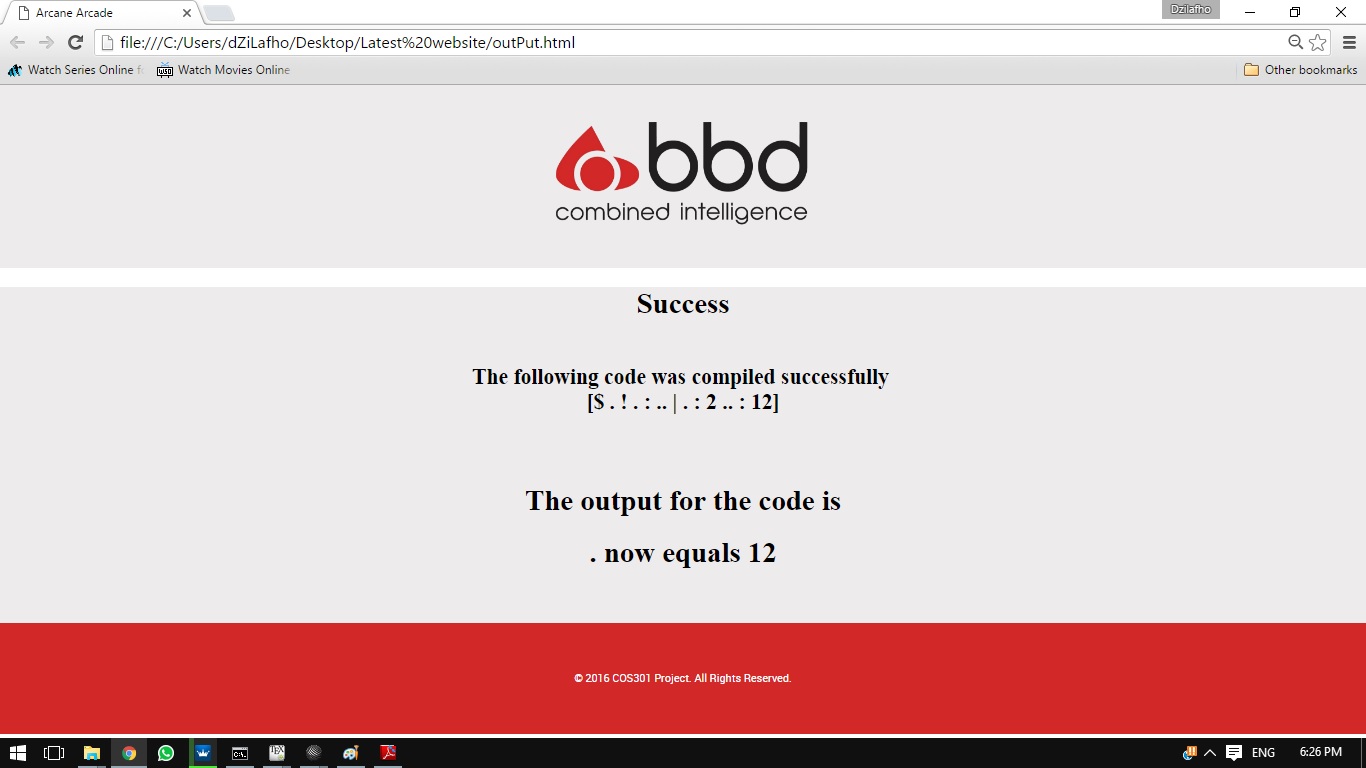 Arcane Arcade
Dzilafho
file:///C:/Users/dZiLafho/Desktop/Latest%20website/outPut.html
Watch Series Online f
Watch Movies Online
Other bookmarks
bbd
combined intelligence
Success
The following code was compiled successfully
[$ . ! . : .. | . : 2 .. : 12]
The output for the code is
. now equals 12
© 2016 COS301 Project. All Rights Reserved.
ENG
6:26 PM